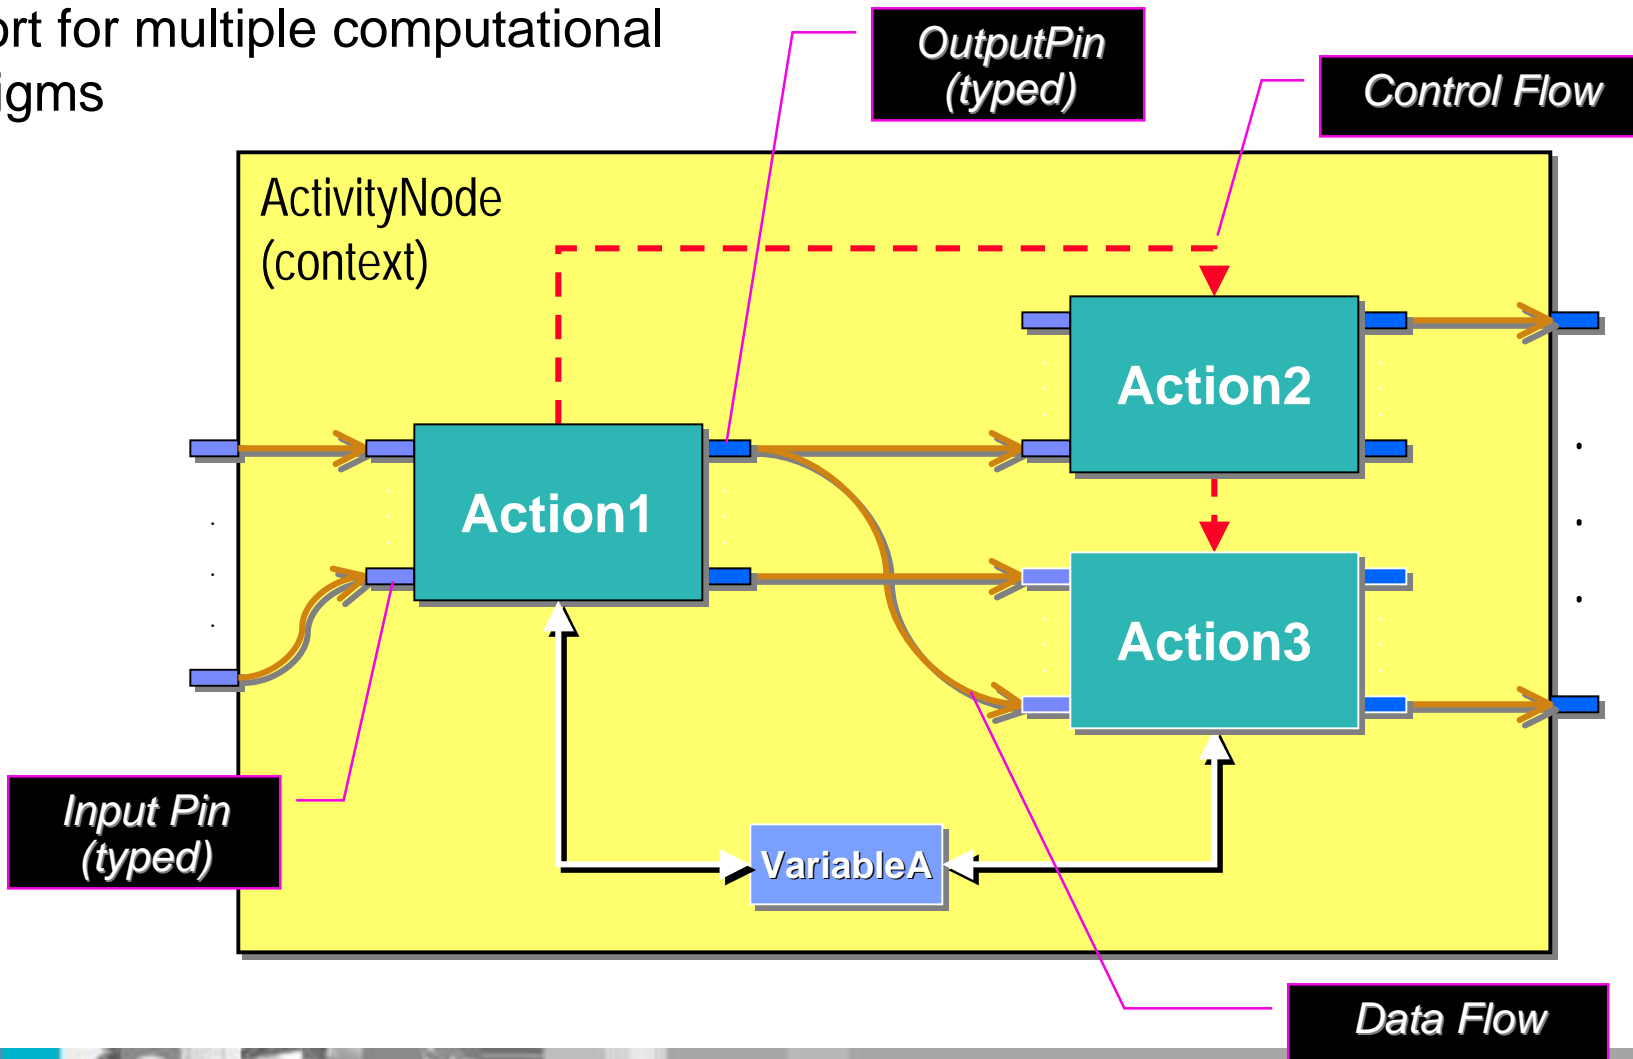 ort for multiple computational
igms
OutputPin
(typed)
Control Flow
ActivityNode
(context)
Action2
Action1
Action3
Input Pin
(typed)
VariableA
Data Flow